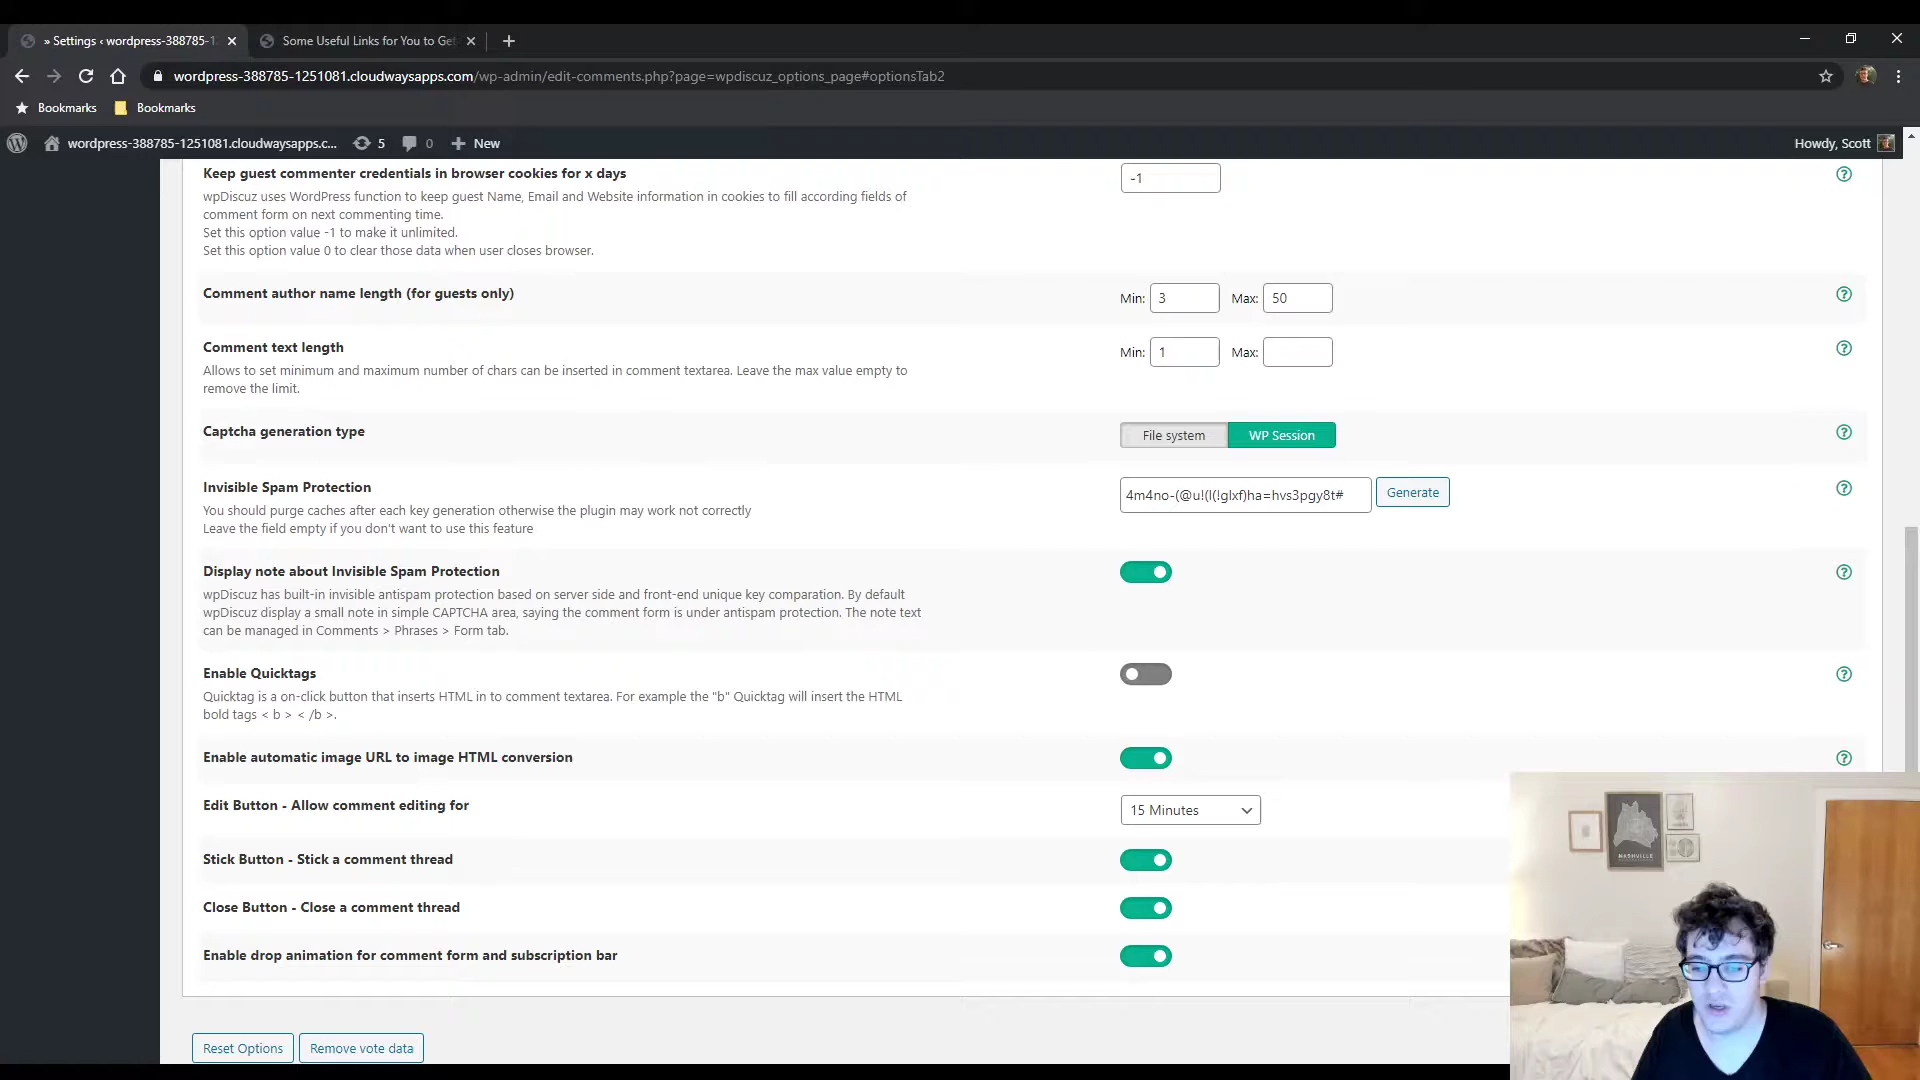 » Settings ‹ wordpress-388785-1
Some Useful Links for You to Get
wordpress-388785-1251081.cloudwaysapps.com/wp-admin/edit-comments.php?page=wpdiscuz_options_page#optionsTab2
Bookmarks
Bookmarks
wordpress-388785-1251081.cloudwaysapps.c... 5 0 New
Howdy, Scott
Keep guest commenter credentials in browser cookies for x days
-1
wpDiscuz uses WordPress function to keep guest Name, Email and Website information in cookies to fill according fields of
comment form on next commenting time.
Set this option value -1 to make it unlimited.
Set this option value 0 to clear those data when user closes browser.
Comment author name length (for guests only)
Min: 3 Max: 50
Comment text length
Min: 1 Max:
Allows to set minimum and maximum number of chars can be inserted in comment textarea. Leave the max value empty to
remove the limit.
Captcha generation type
File system WP Session
Invisible Spam Protection
4m4no-(@u!(l(!glxf)ha=hvs3pgy8t# Generate
You should purge caches after each key generation otherwise the plugin may work not correctly
Leave the field empty if you don't want to use this feature
Display note about Invisible Spam Protection
wpDiscuz has built-in invisible antispam protection based on server side and front-end unique key comparation. By default
wpDiscuz display a small note in simple CAPTCHA area, saying the comment form is under antispam protection. The note text
can be managed in Comments > Phrases > Form tab.
Enable Quicktags
Quicktag is a on-click button that inserts HTML in to comment textarea. For example the "b" Quicktag will insert the HTML
bold tags < b > < /b >.
Enable automatic image URL to image HTML conversion
Edit Button - Allow comment editing for
15 Minutes
Stick Button - Stick a comment thread
Close Button - Close a comment thread
Enable drop animation for comment form and subscription bar
Reset Options Remove vote data
NASHVILLE